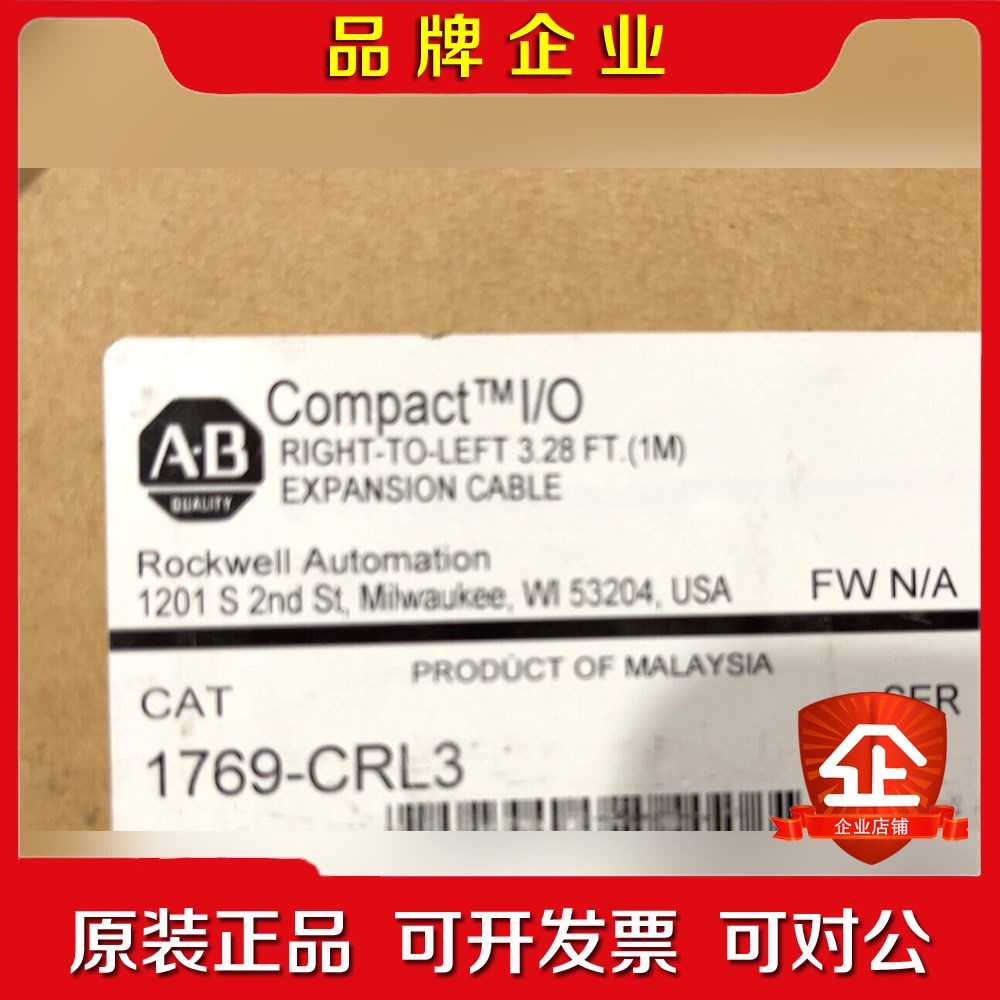 品牌企业
A-B
QUALITY
Compact™ I/O
RIGHT-TO-LEFT 3.28 FT.(1M)
EXPANSION CABLE
Rockwell Automation
1201 S 2nd St, Milwaukee, WI 53204, USA
FW N/A
PRODUCT OF MALAYSIA
CAT
SER
1769-CRL3
企
企业店铺
原装正品 可开发票 可对公